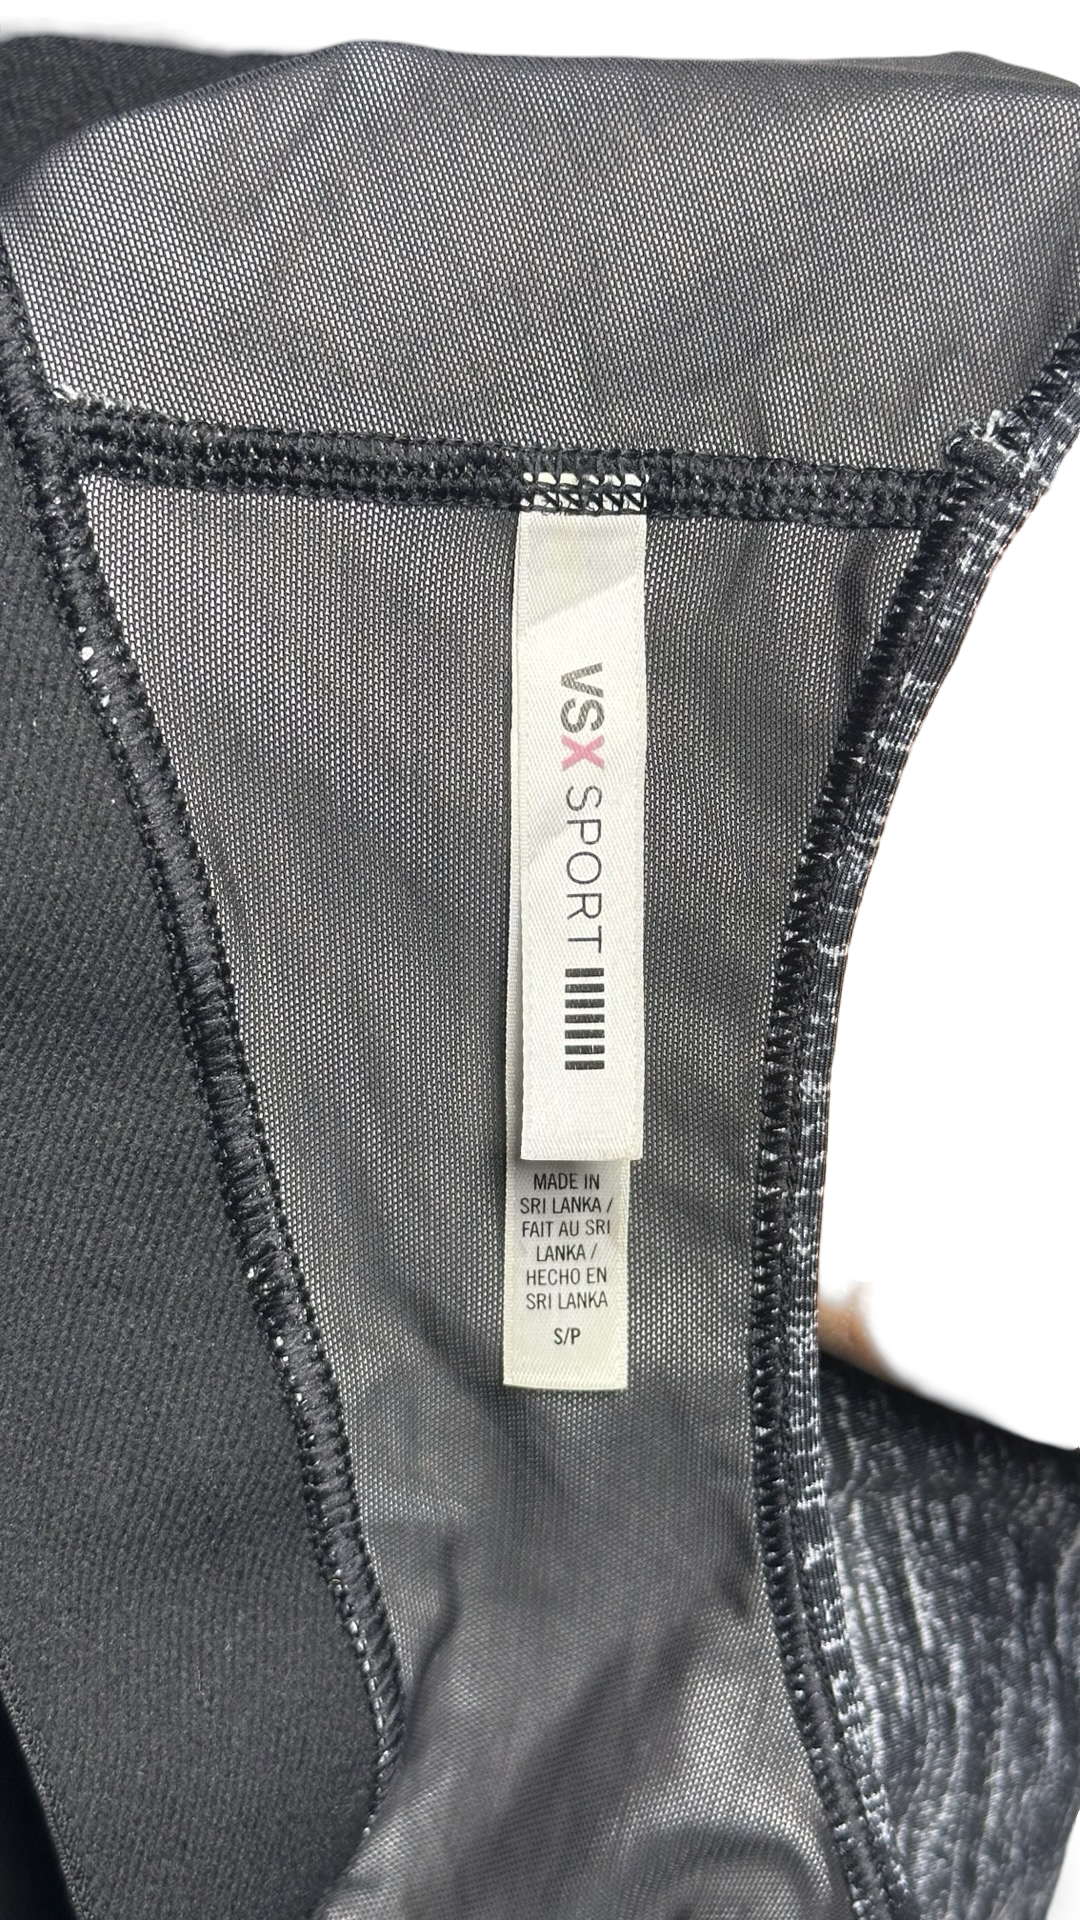 VSX SPORT
MADE IN
SRI LANKA /
FAIT AU SRI
LANKA /
HECHO EN
SRI LANKA
S/P